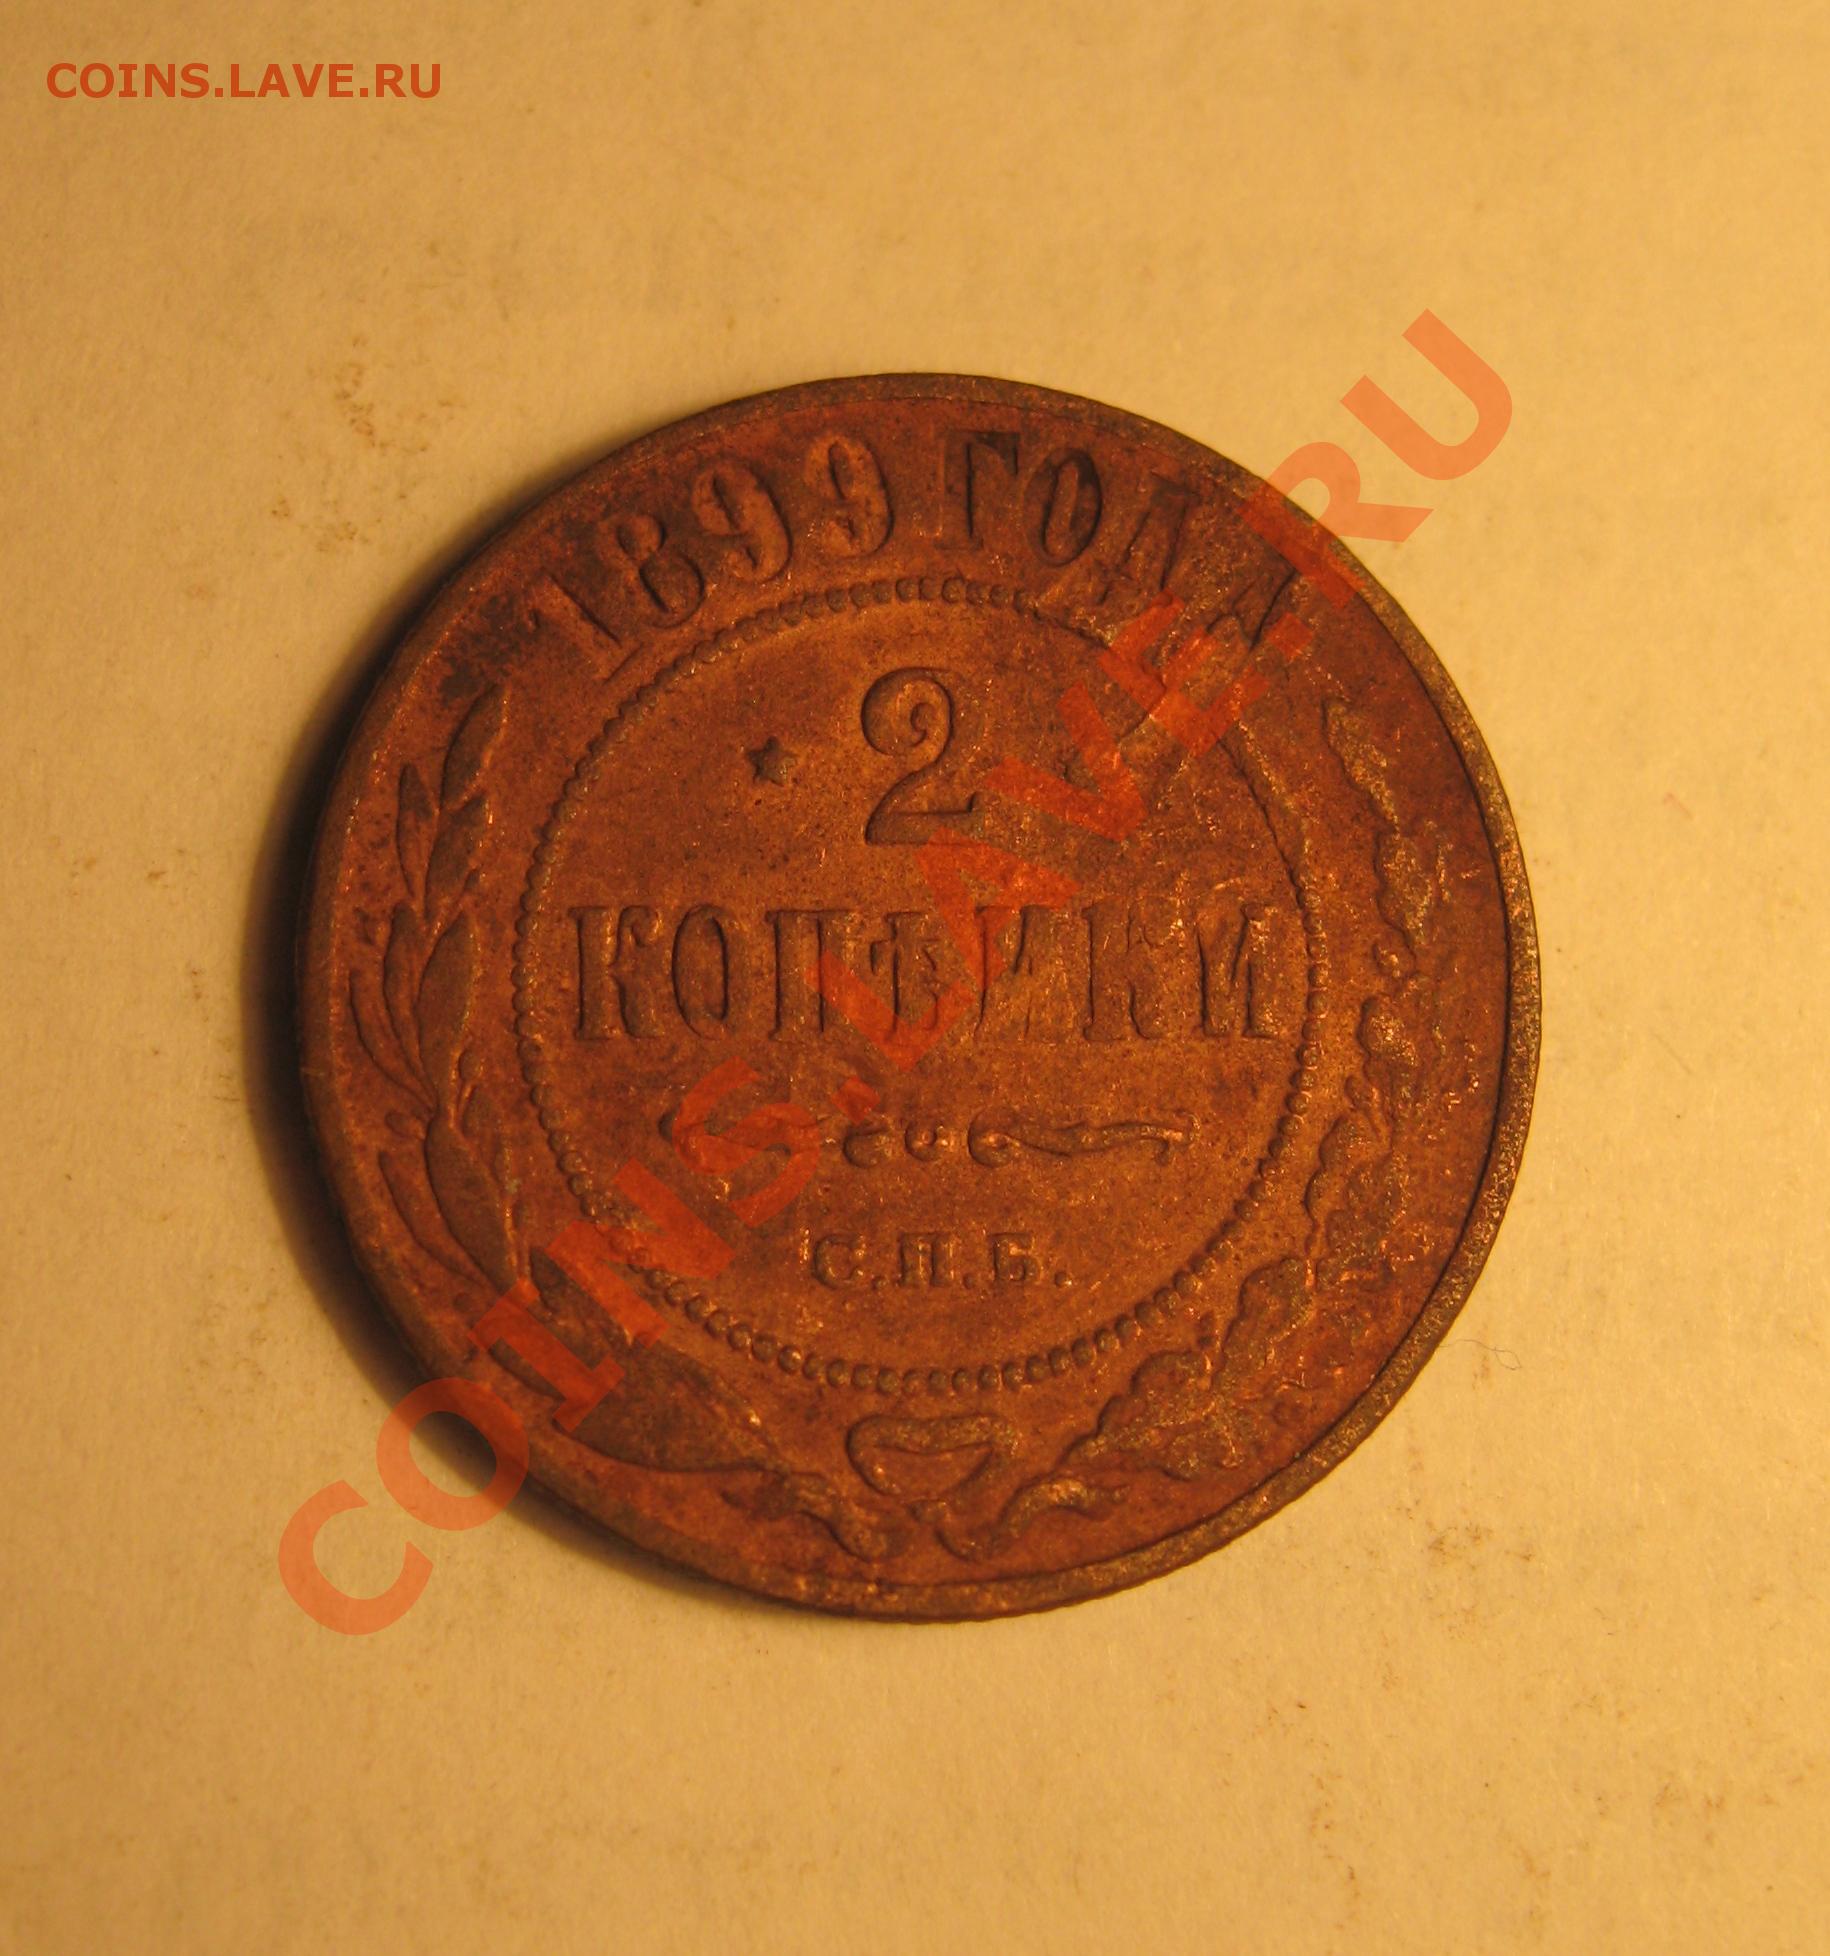 COINS.LAVE.RU
1899 ГОДА
2
КОПѢЙКИ
С.П.Б.
COINS.LAVE.RU